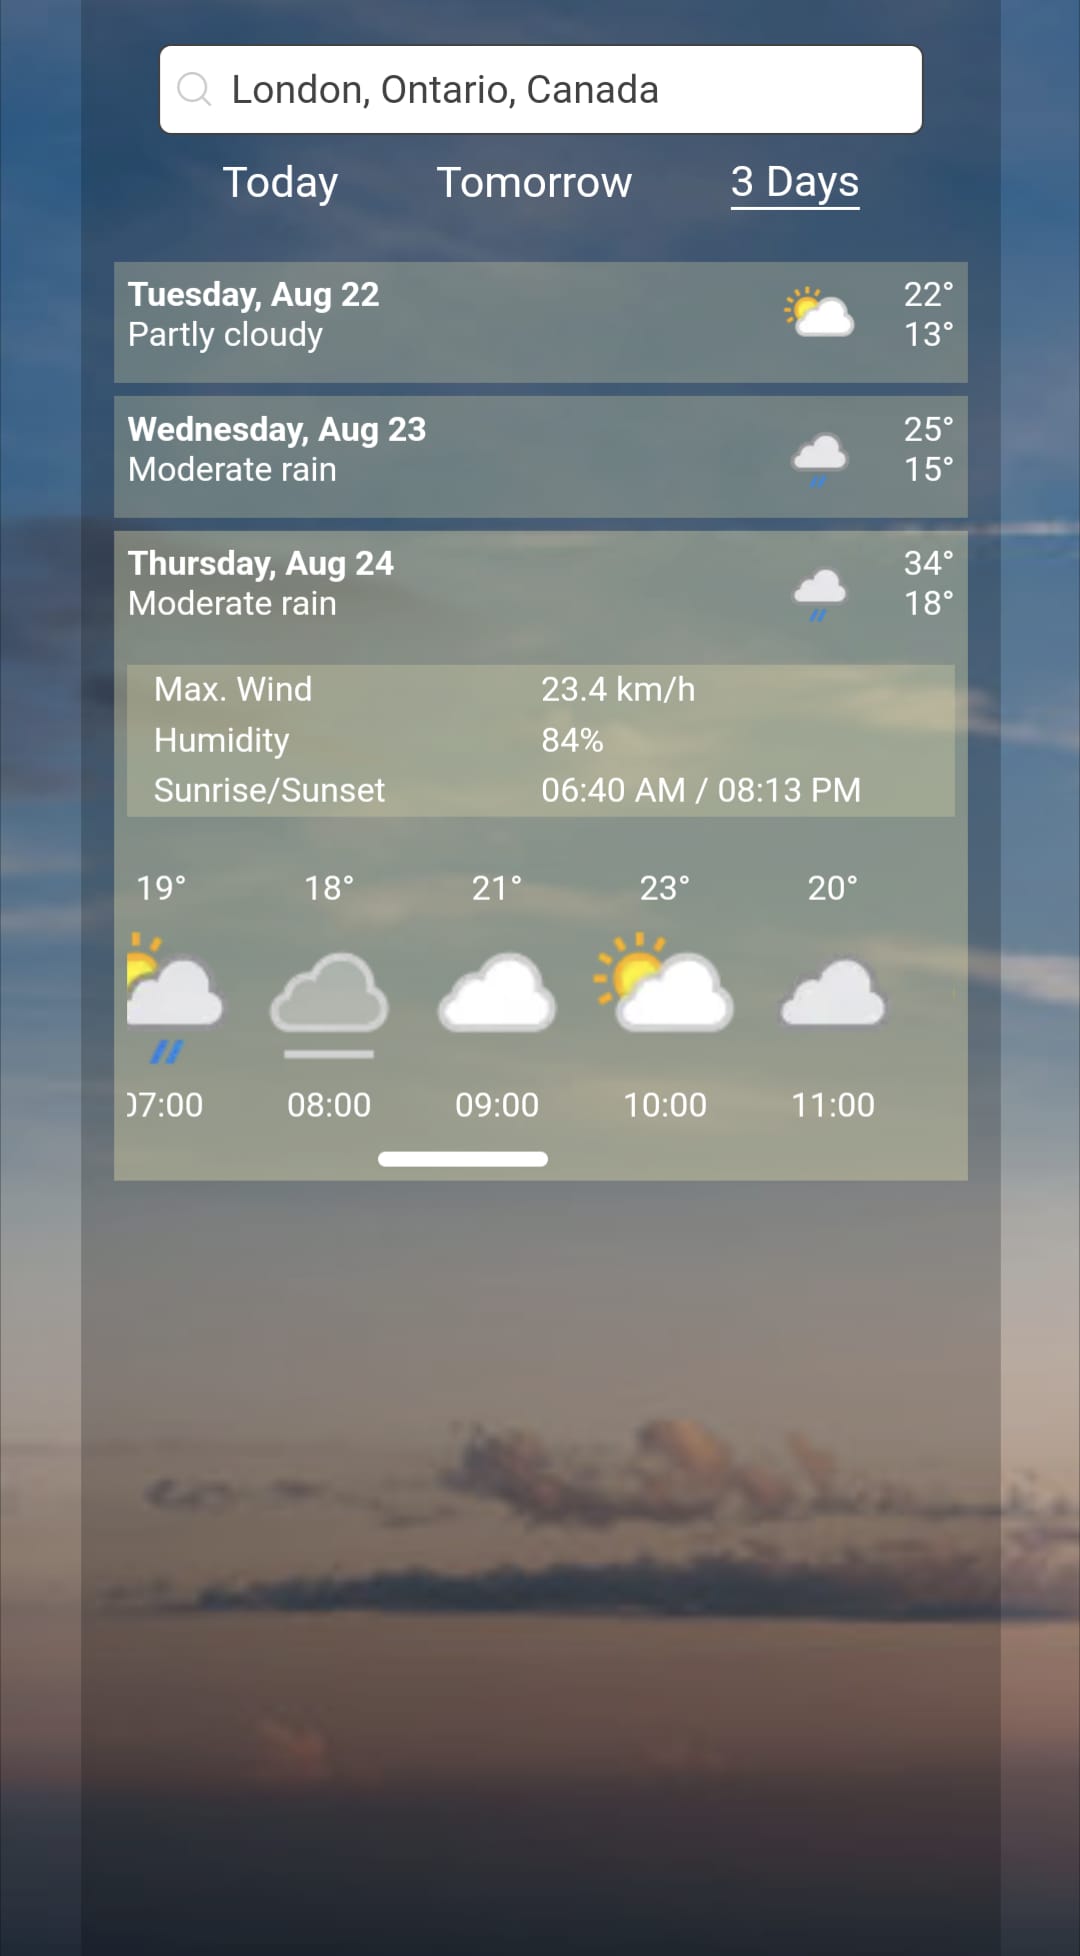 London, Ontario, Canada
Today Tomorrow 3 Days
Tuesday, Aug 22 22°
Partly cloudy 13°
Wednesday, Aug 23 25°
Moderate rain 15°
Thursday, Aug 24 34°
Moderate rain 18°
Max. Wind 23.4 km/h
Humidity 84%
Sunrise/Sunset 06:40 AM / 08:13 PM
19° 18° 21° 23° 20°
07:00 08:00 09:00 10:00 11:00